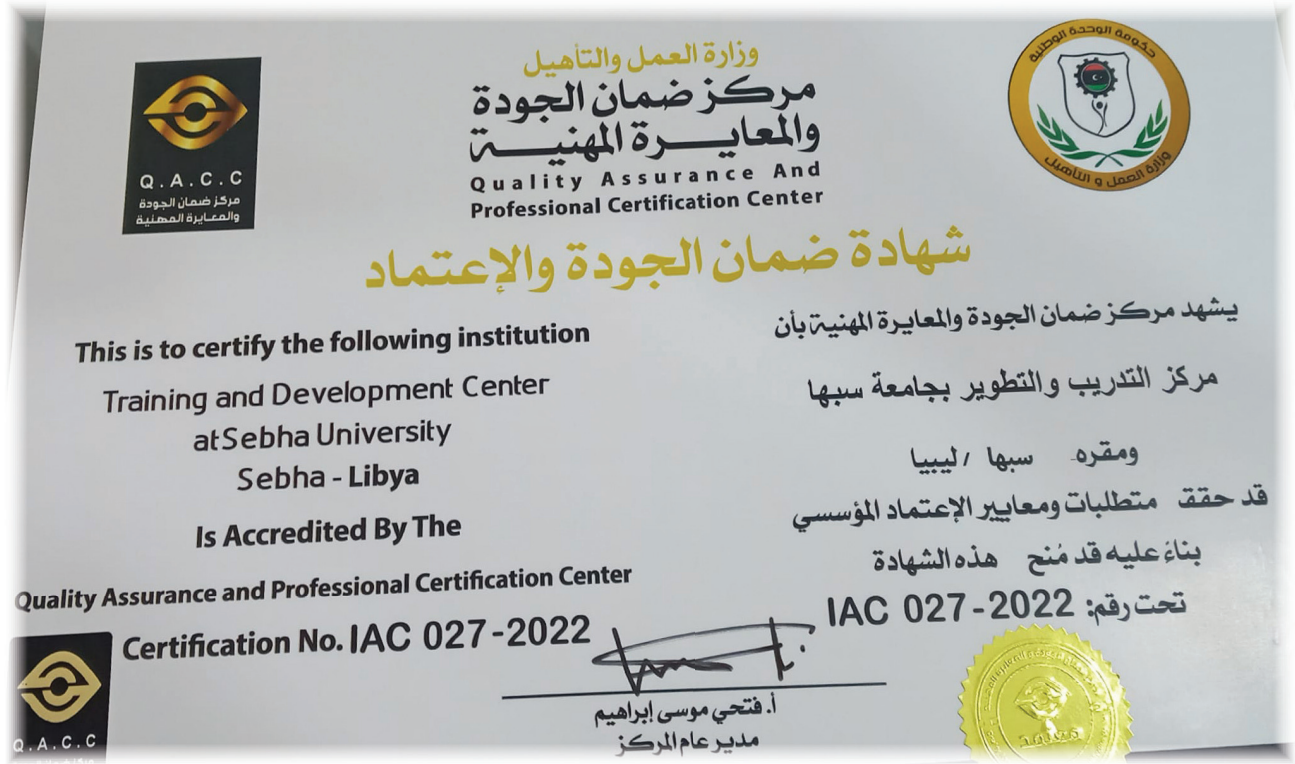 وزارة العمل والتأهيل
مركز ضمان الجودة
والمعايرة المهنية
Quality Assurance And
Professional Certification Center
Q.A.C.C
مركز ضمان الجودة
والمعايرة المهنية
حكومة الوحدة الوطنية
وزارة العمل و التأهيل
شهادة ضمان الجودة والإعتماد
يشهد مركز ضمان الجودة والمعايرة المهنية بأن
مركز التدريب والتطوير بجامعة سبها
ومقره سبها / ليبيا
قد حقق متطلبات ومعايير الإعتماد المؤسسي
بناءً عليه قد مُنح هذه الشهادة
تحت رقم: IAC 027-2022
This is to certify the following institution
Training and Development Center
at Sebha University
Sebha - Libya
Is Accredited By The
Quality Assurance and Professional Certification Center
Certification No. IAC 027-2022
أ. فتحي موسى إبراهيم
مدير عام المركز
Q.A.C.C
معتمد